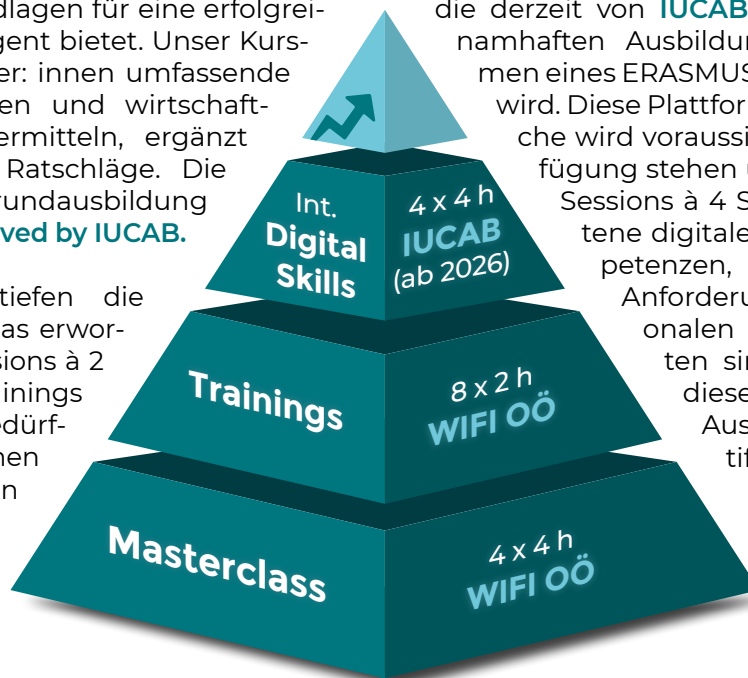 dlagen für eine erfolgrei-
gent bietet. Unser Kurs-
er: innen umfassende
en und wirtschaft-
ermitteln, ergänzt
Ratschläge. Die
rundausbildung
ved by IUCAB.
tiefen die
as erwor-
sions à 2
inings
edürf-
nen
n
Int.
Digital
Skills
4 x 4 h
IUCAB
(ab 2026)
Trainings
8 x 2 h
WIFI OÖ
Masterclass
4 x 4 h
WIFI OÖ
die derzeit von IUCAB
namhaften Ausbildun
men eines ERASMUS
wird. Diese Plattfor
che wird voraussi
fügung stehen
Sessions à 4 S
tene digitale
petenzen,
Anforderu
onalen
ten sin
diese
Aus
tif